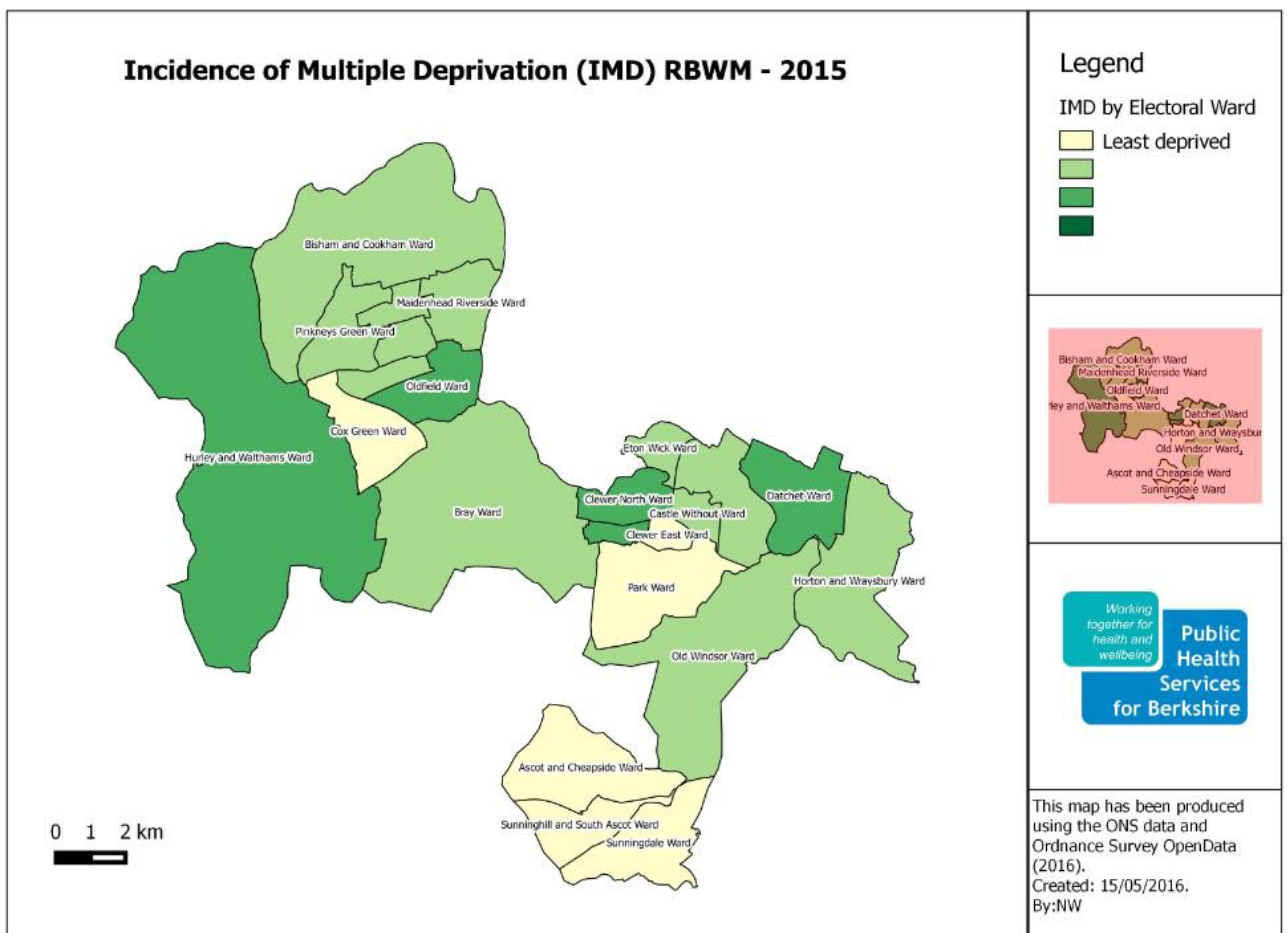 Incidence of Multiple Deprivation (IMD) RBWM - 2015
Bisham and Cookham Ward
Maidenhead Riverside Ward
Pinkneys Green Ward
Oldfield Ward
Cox Green Ward
Hurley and Walthams Ward
Bray Ward
Eton Wick Ward
Clewer North Ward
Datchet Ward
Castle Without Ward
Clewer East Ward
Park Ward
Horton and Wraysbury Ward
Old Windsor Ward
Ascot and Cheapside Ward
Sunninghill and South Ascot Ward
Sunningdale Ward
0 1 2 km
Legend
IMD by Electoral Ward
Least deprived
Bisham and Cookham Ward
Maidenhead Riverside Ward
Oldfield Ward
rley and Walthams Ward
Datchet Ward
Horton and Wraysbur
Old Windsor Ward
Ascot and Cheapside Ward
Sunningdale Ward
Working
together for
health and
wellbeing
Public
Health
Services
for Berkshire
This map has been produced
using the ONS data and
Ordnance Survey OpenData
(2016).
Created: 15/05/2016.
By:NW